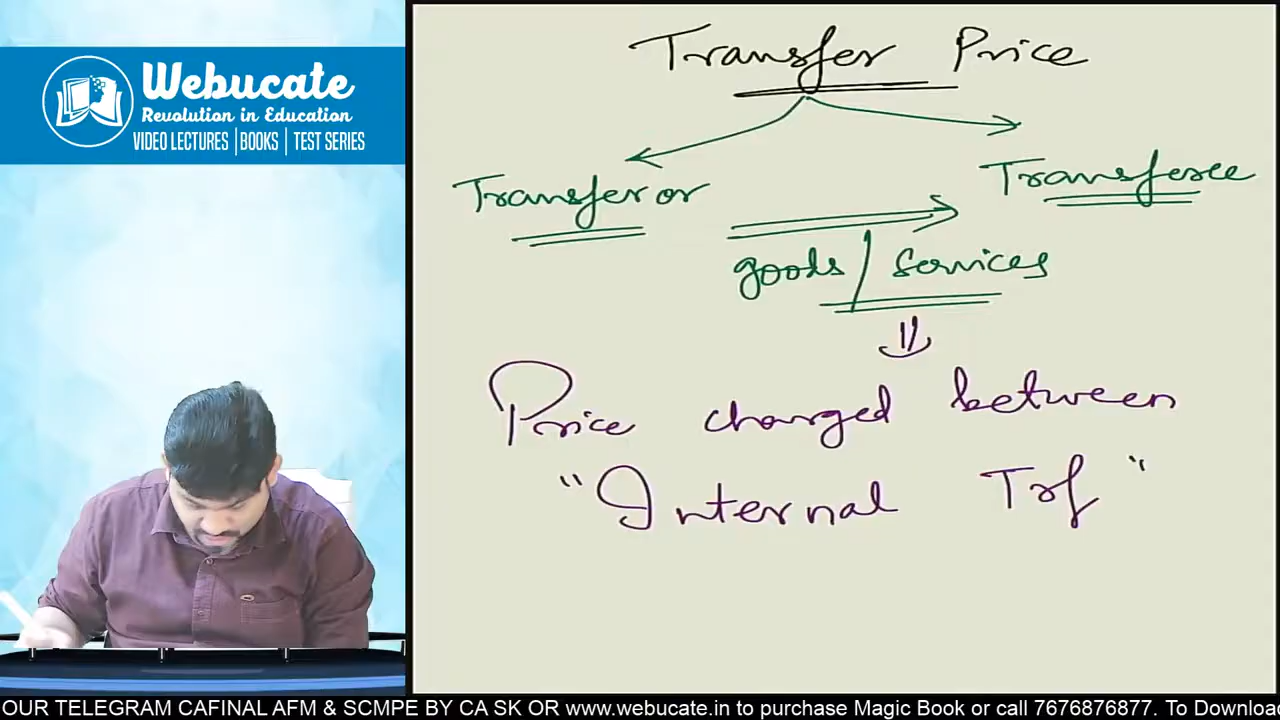 Webucate
Revolution in Education
VIDEO LECTURES | BOOKS | TEST SERIES
Transfer Price
Transferor
Transferee
goods / services
Price charged between
"Internal Trf"
OUR TELEGRAM CAFINAL AFM & SCMPE BY CA SK OR www.webucate.in to purchase Magic Book or call 7676876877. To Downloa